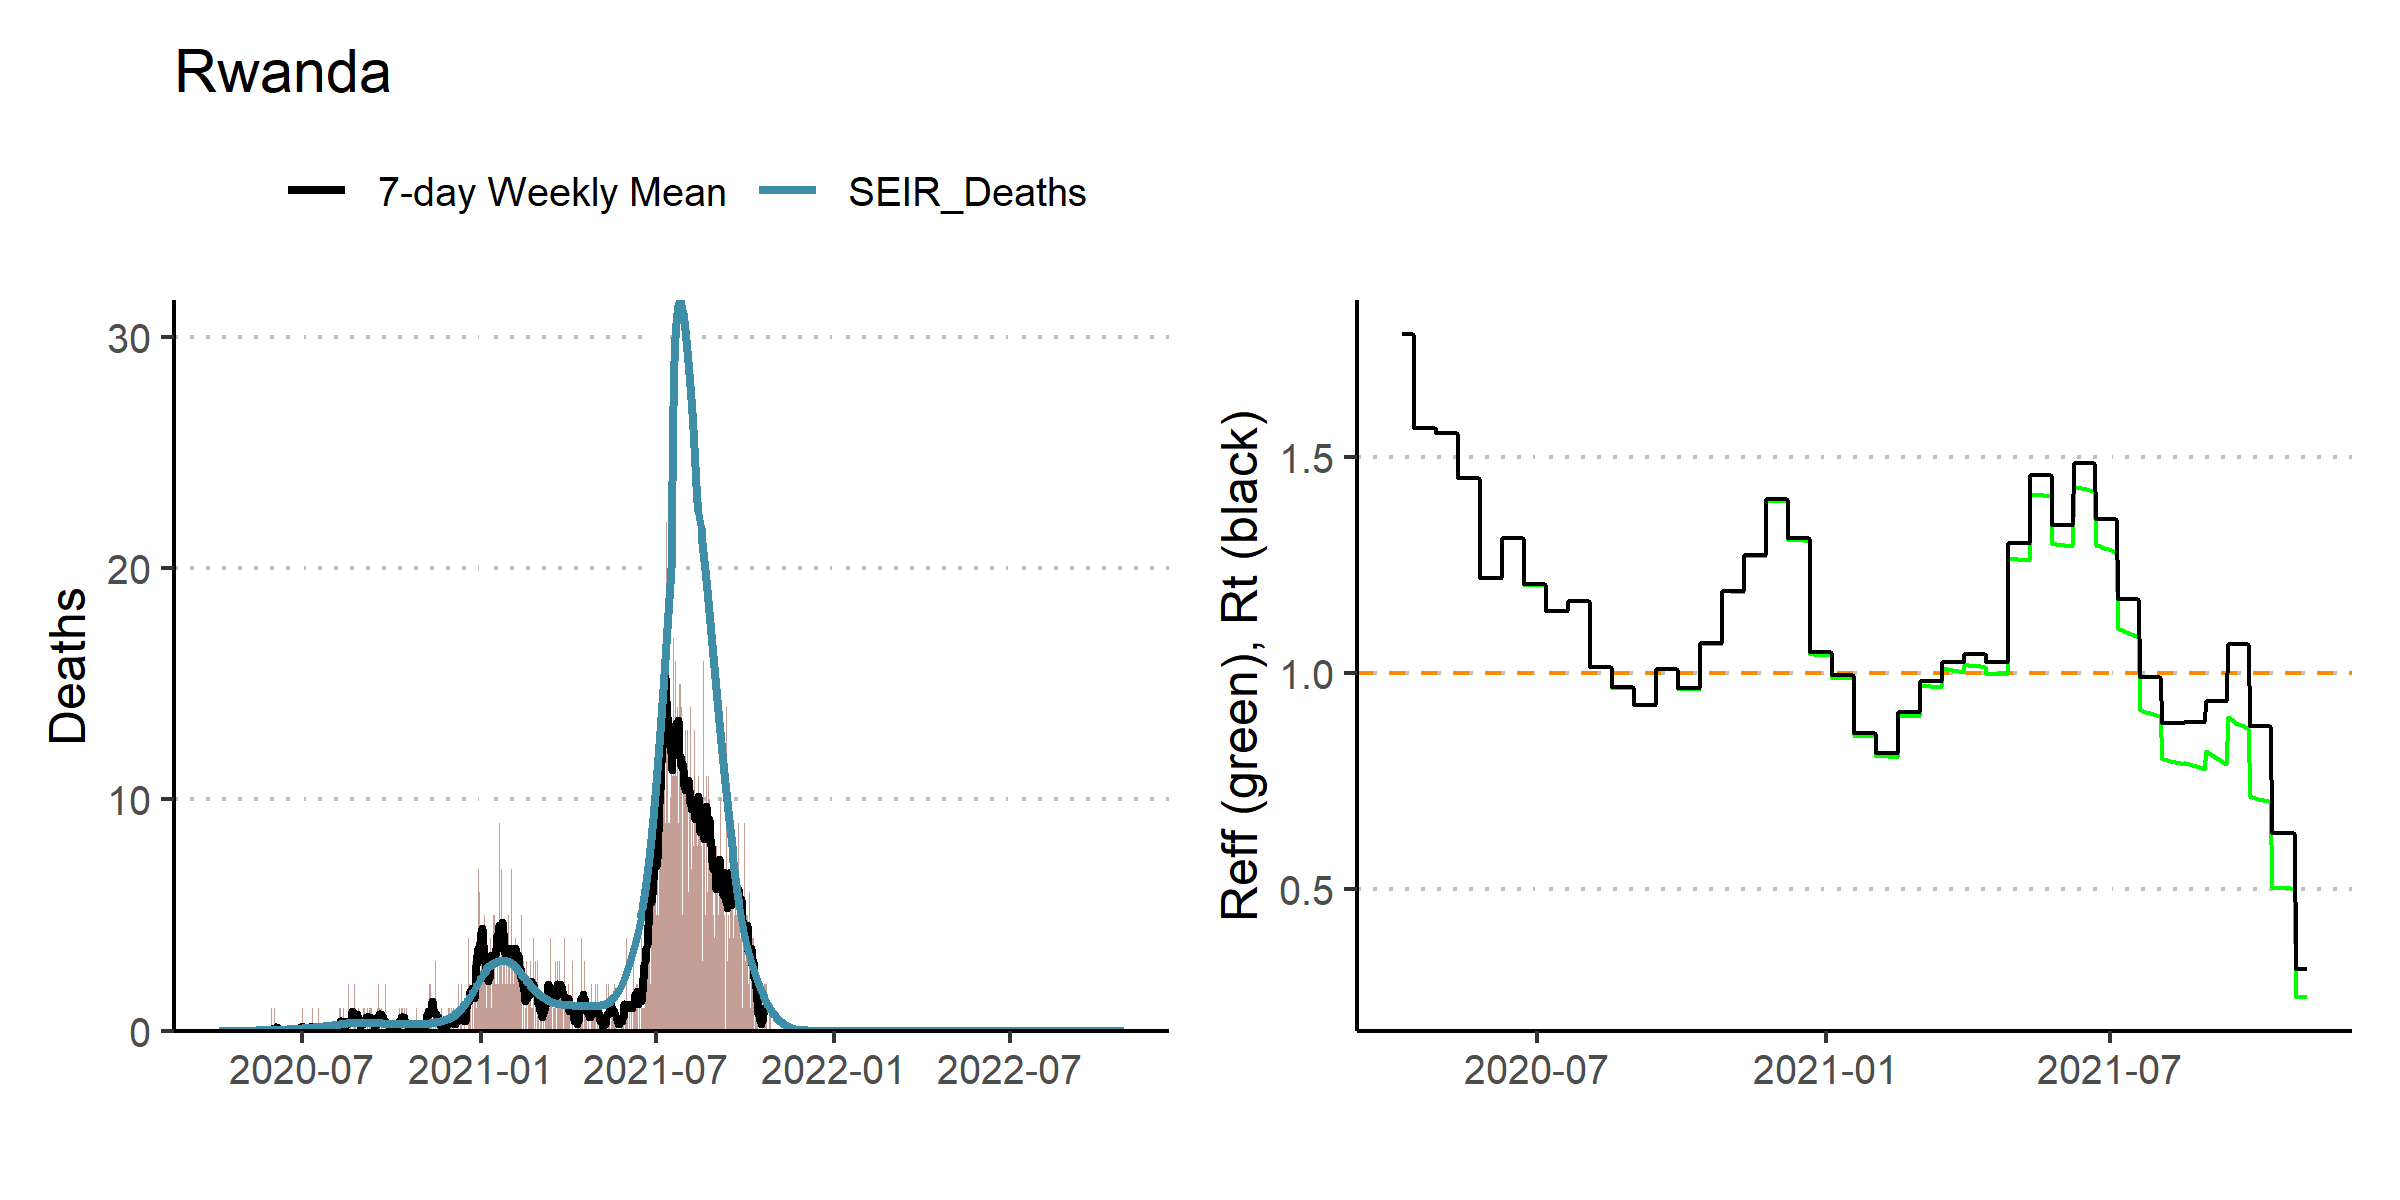 Rwanda
7-day Weekly Mean SEIR_Deaths
Deaths
30
20
10
0
2020-07 2021-01 2021-07 2022-01 2022-07
Reff (green), Rt (black)
1.5
1.0
0.5
2020-07 2021-01 2021-07